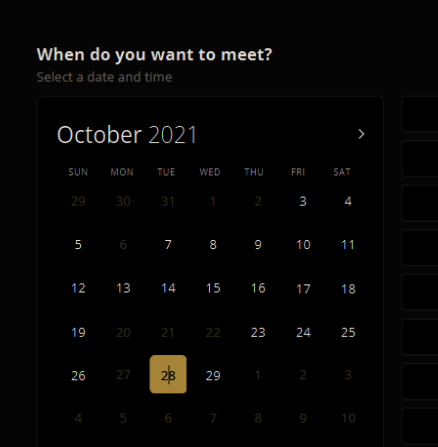 When do you want to meet?
Select a date and time
October 2021
SUN MON TUE WED THU FRI SAT
29 30 31 1 2 3 4
5 6 7 8 9 10 11
12 13 14 15 16 17 18
19 20 21 22 23 24 25
26 27 28 29 1 2 3
4 5 6 7 8 9 10